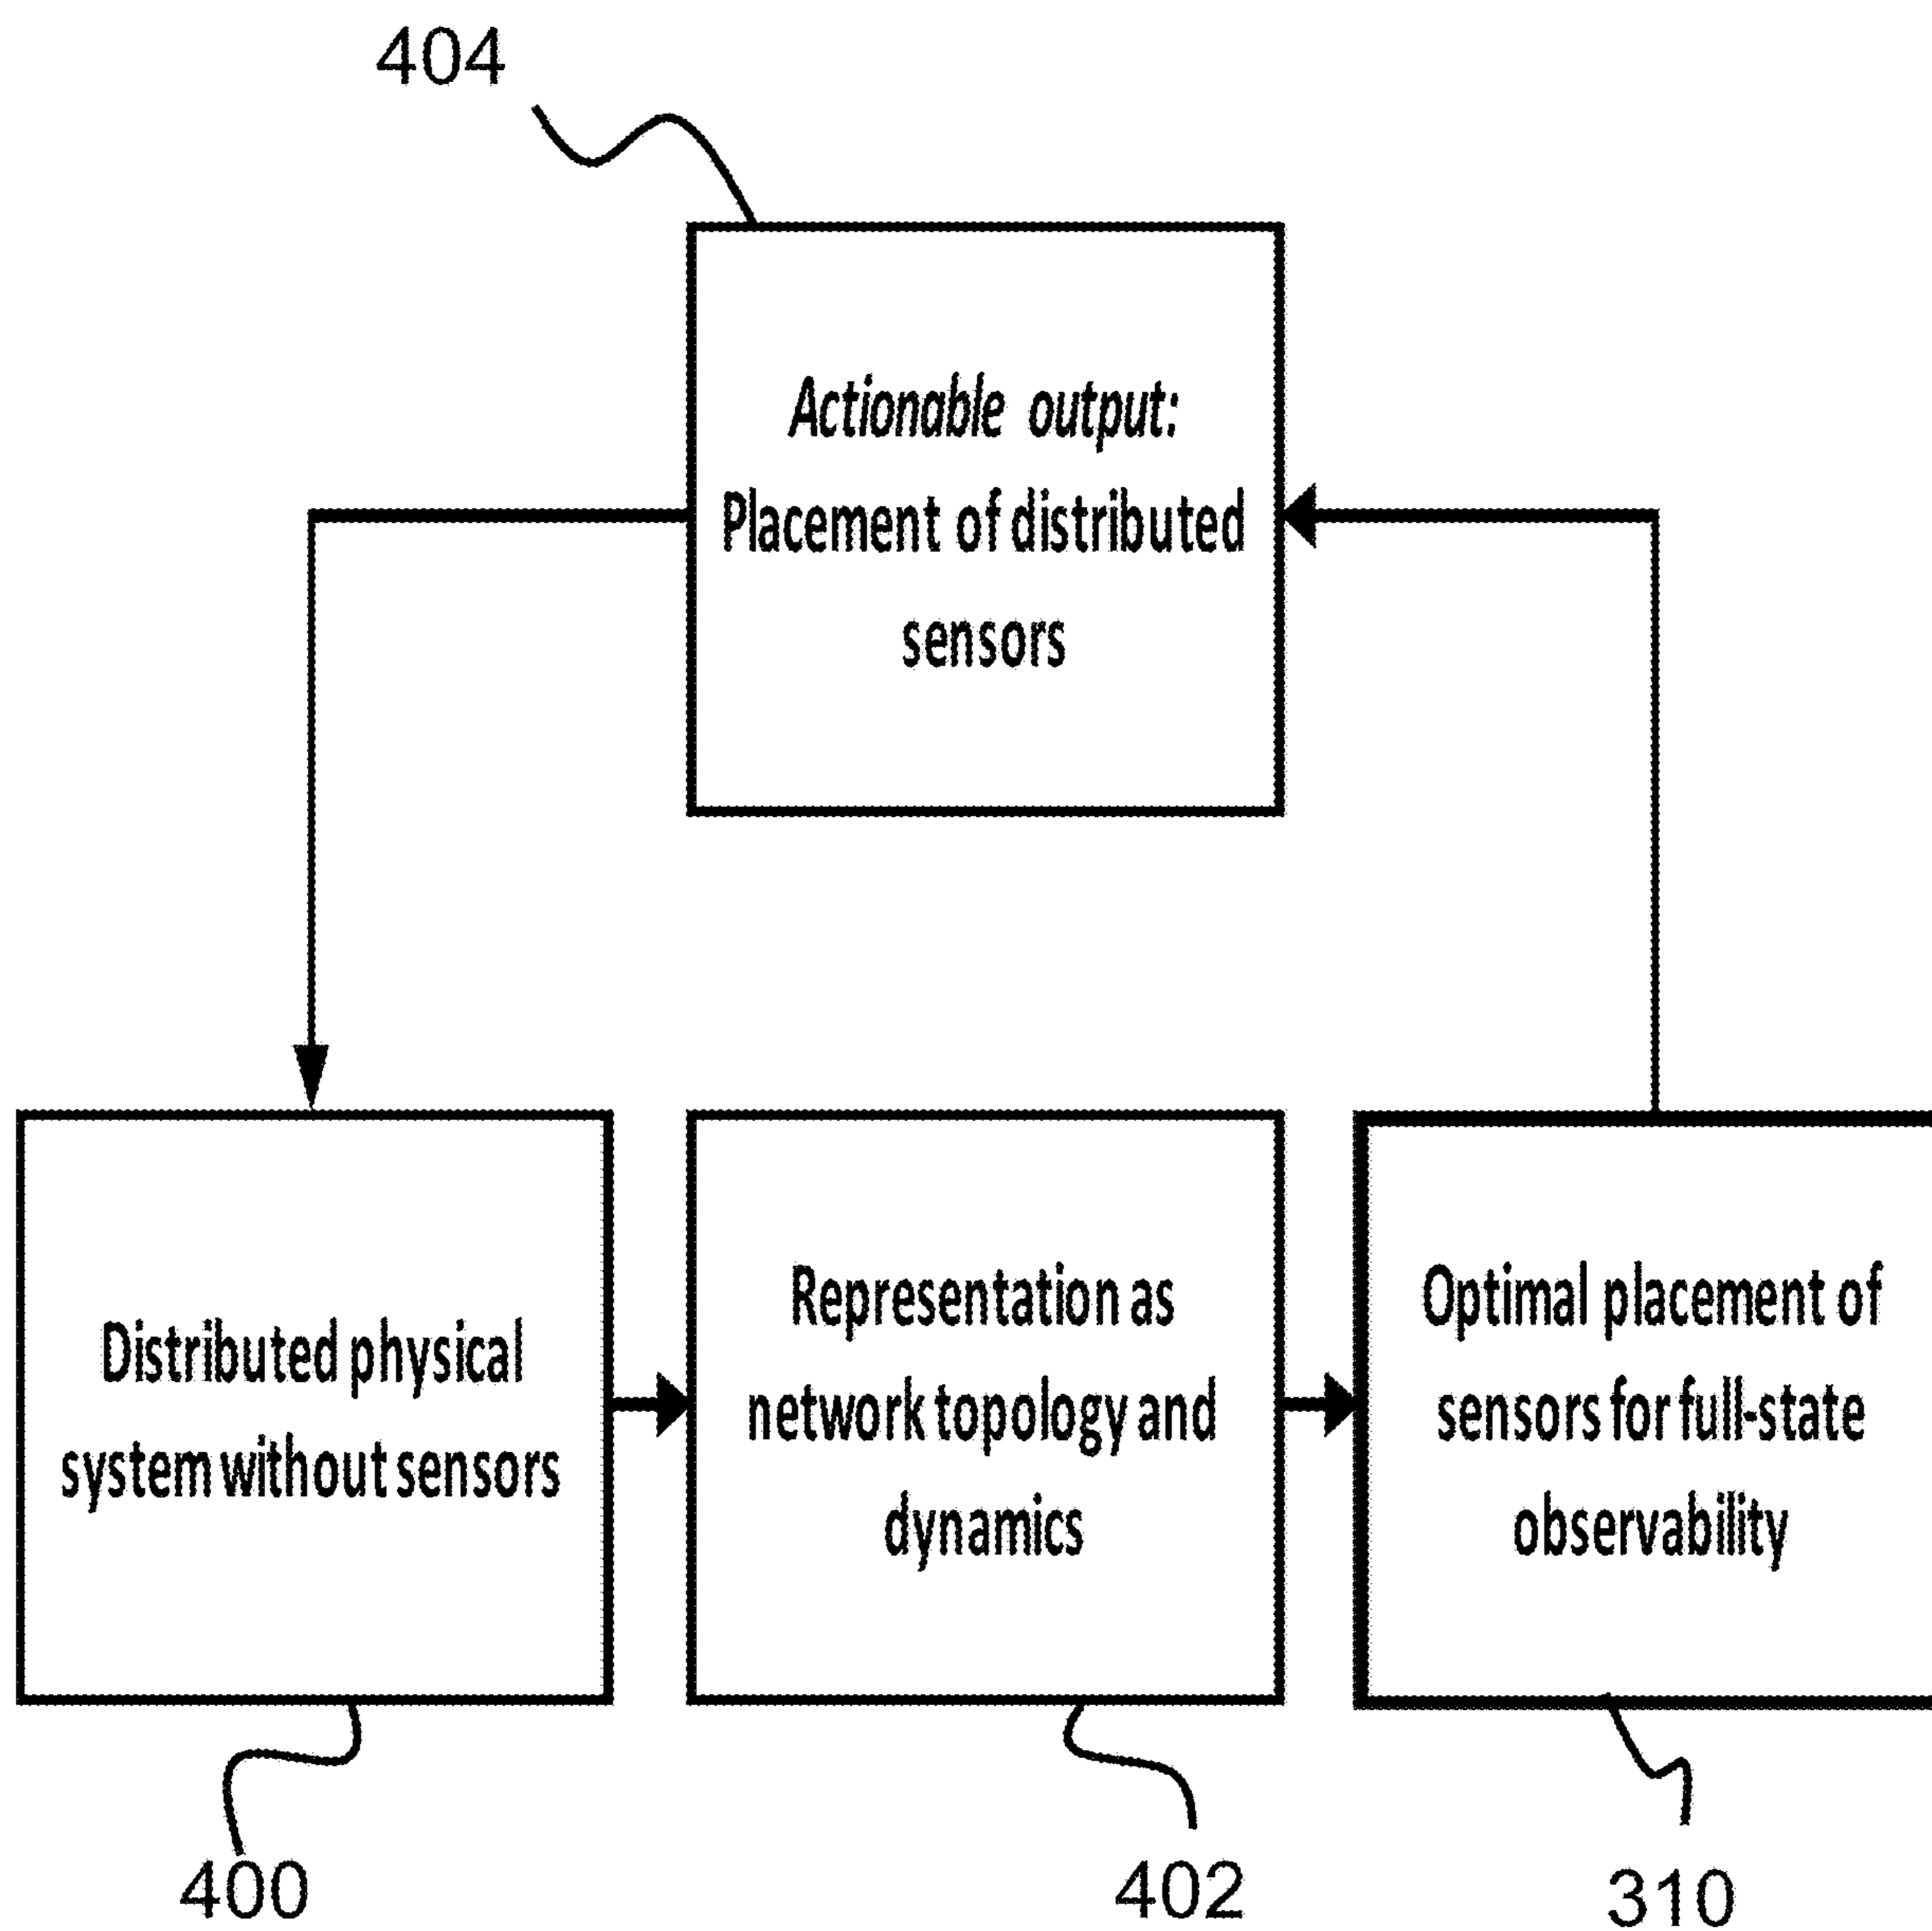 404
Actionable output:
Placement of distributed
sensors
Distributed physical
system without sensors
Representation as
network topology and
dynamics
Optimal placement of
sensors for full-state
observability
400
402
310